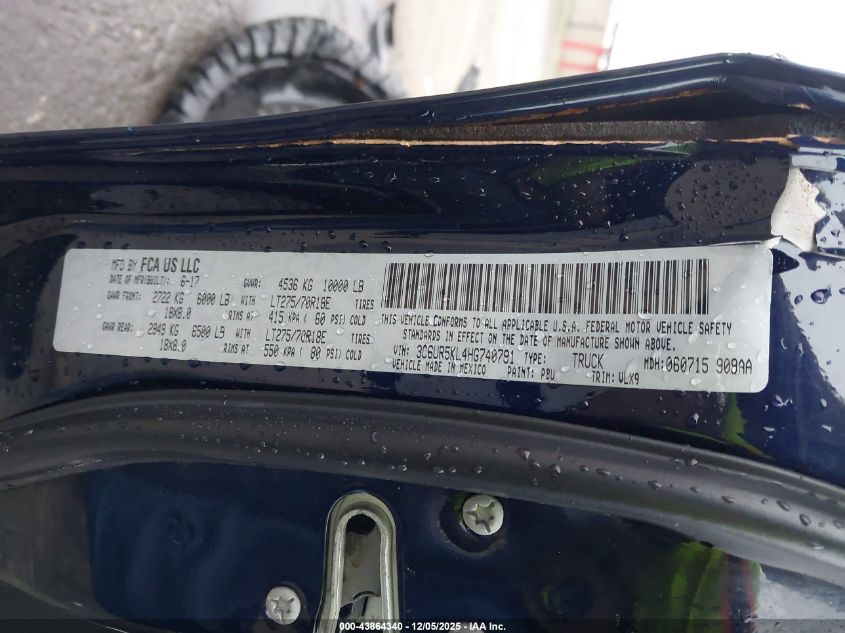 MFD BY FCA US LLC
DATE OF MFR(BUILT): 6-17 GVWR: 4536 KG 10000 LB
GAWR FRONT: 2722 KG 6000 LB WITH LT275/70R18E TIRES
18X8.0 RIMS AT 415 KPA ( 60 PSI) COLD
GAWR REAR: 2949 KG 6500 LB WITH LT275/70R18E TIRES
18X8.0 RIMS AT 550 KPA ( 80 PSI) COLD
THIS VEHICLE CONFORMS TO ALL APPLICABLE U.S.A. FEDERAL MOTOR VEHICLE SAFETY
STANDARDS IN EFFECT ON THE DATE OF MANUFACTURE SHOWN ABOVE.
VIN: 3C6UR5KL4HG740791 TYPE: TRUCK MDH: 060715 909AA
VEHICLE MADE IN MEXICO PAINT: PBU TRIM: VLX9
000-43864340 - 12/05/2025 - IAA Inc.